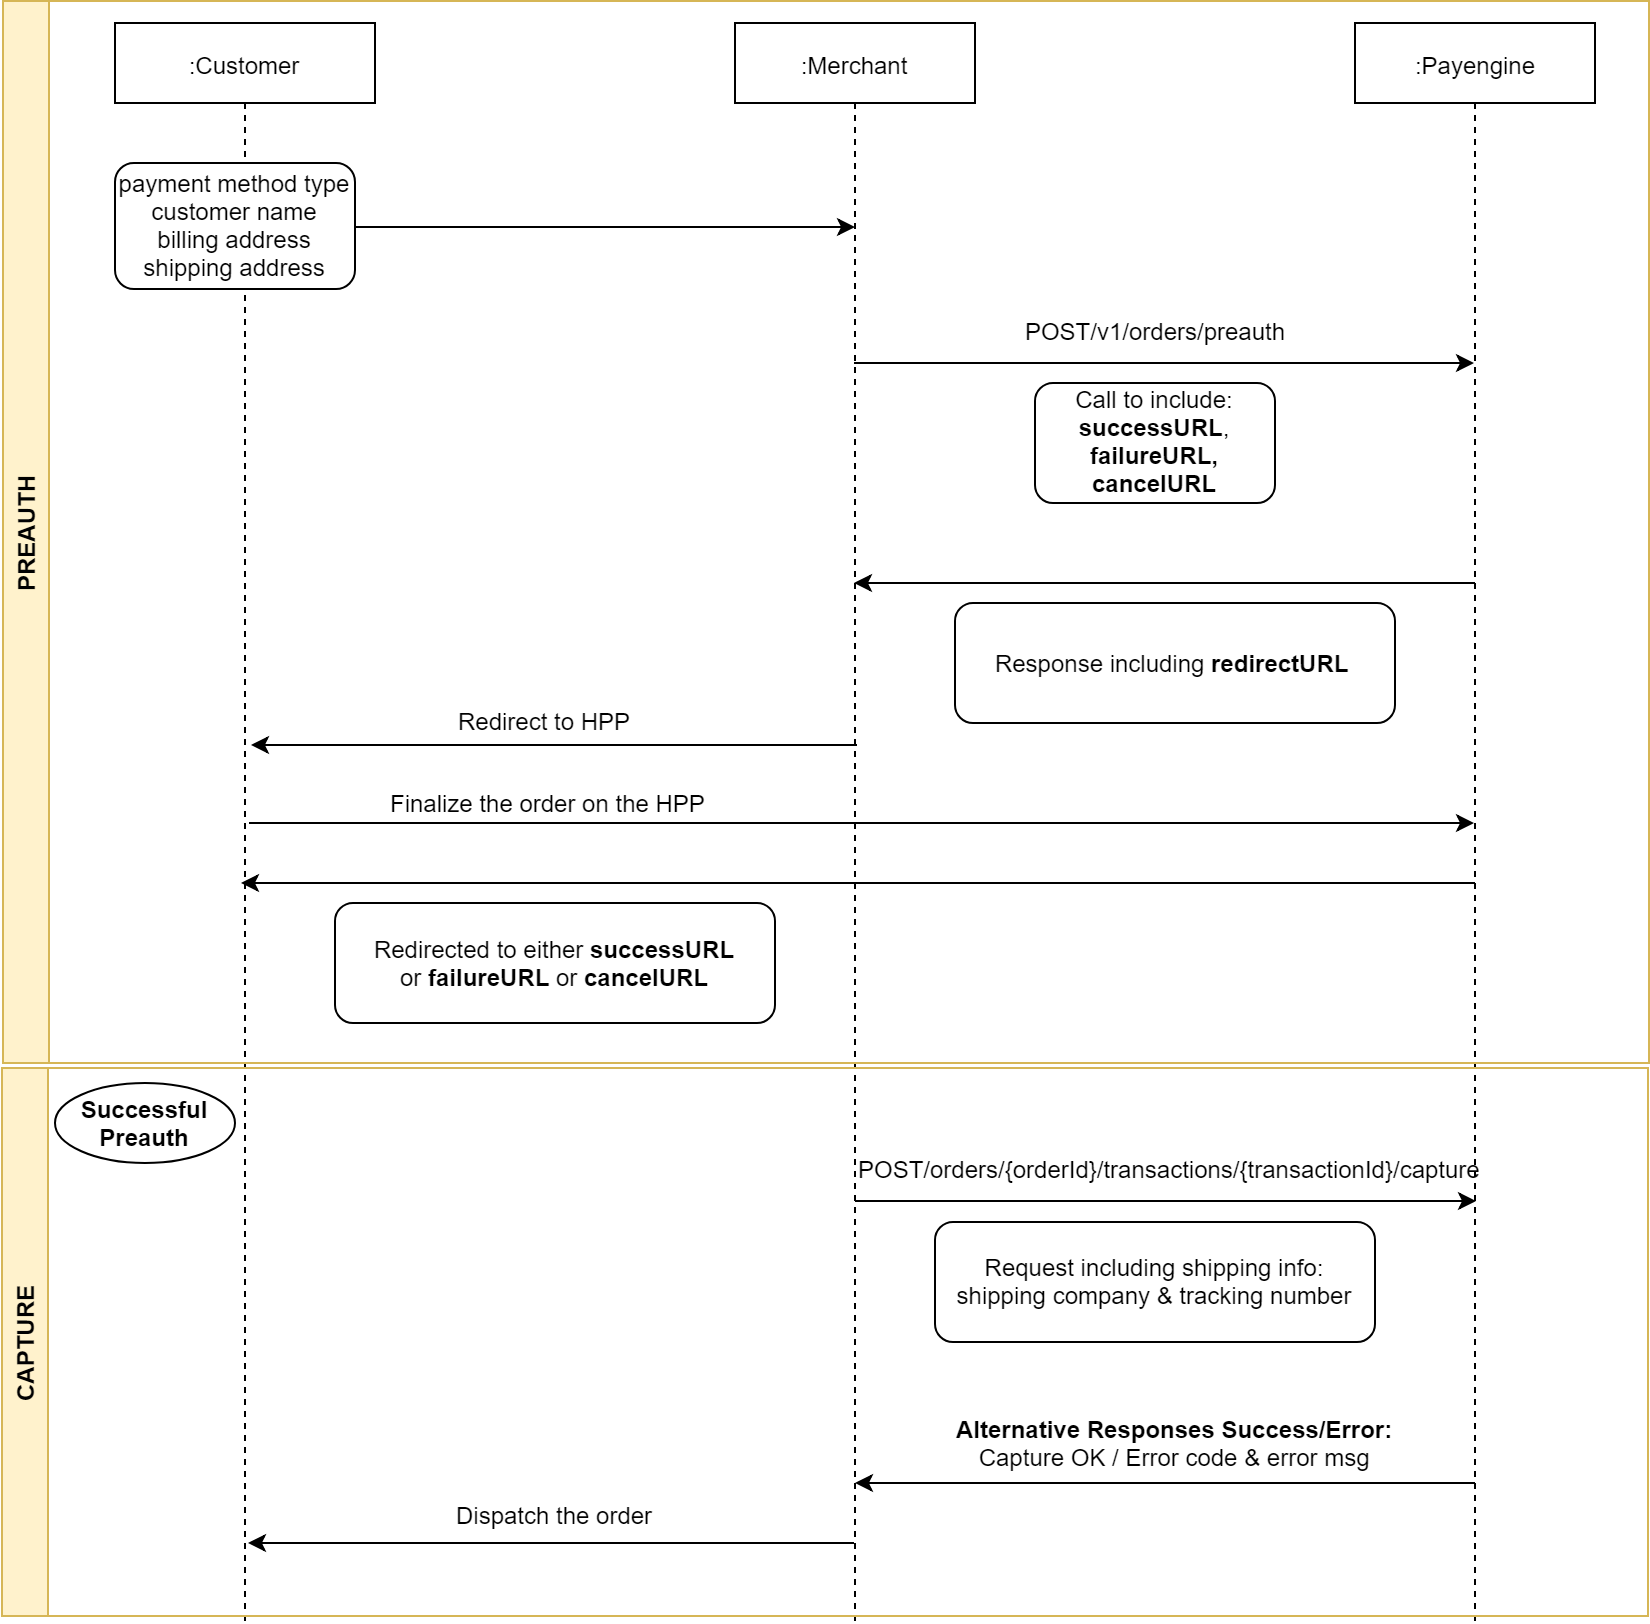 :Customer
:Merchant
:Payengine
payment method type
customer name
billing address
shipping address
POST/v1/orders/preauth
Call to include:
successURL,
failureURL,
cancelURL
PREAUTH
Response including redirectURL
Redirect to HPP
Finalize the order on the HPP
Redirected to either successURL
or failureURL or cancelURL
Successful
Preauth
POST/orders/{orderId}/transactions/{transactionId}/capture
Request including shipping info:
shipping company & tracking number
CAPTURE
Alternative Responses Success/Error:
Capture OK / Error code & error msg
Dispatch the order